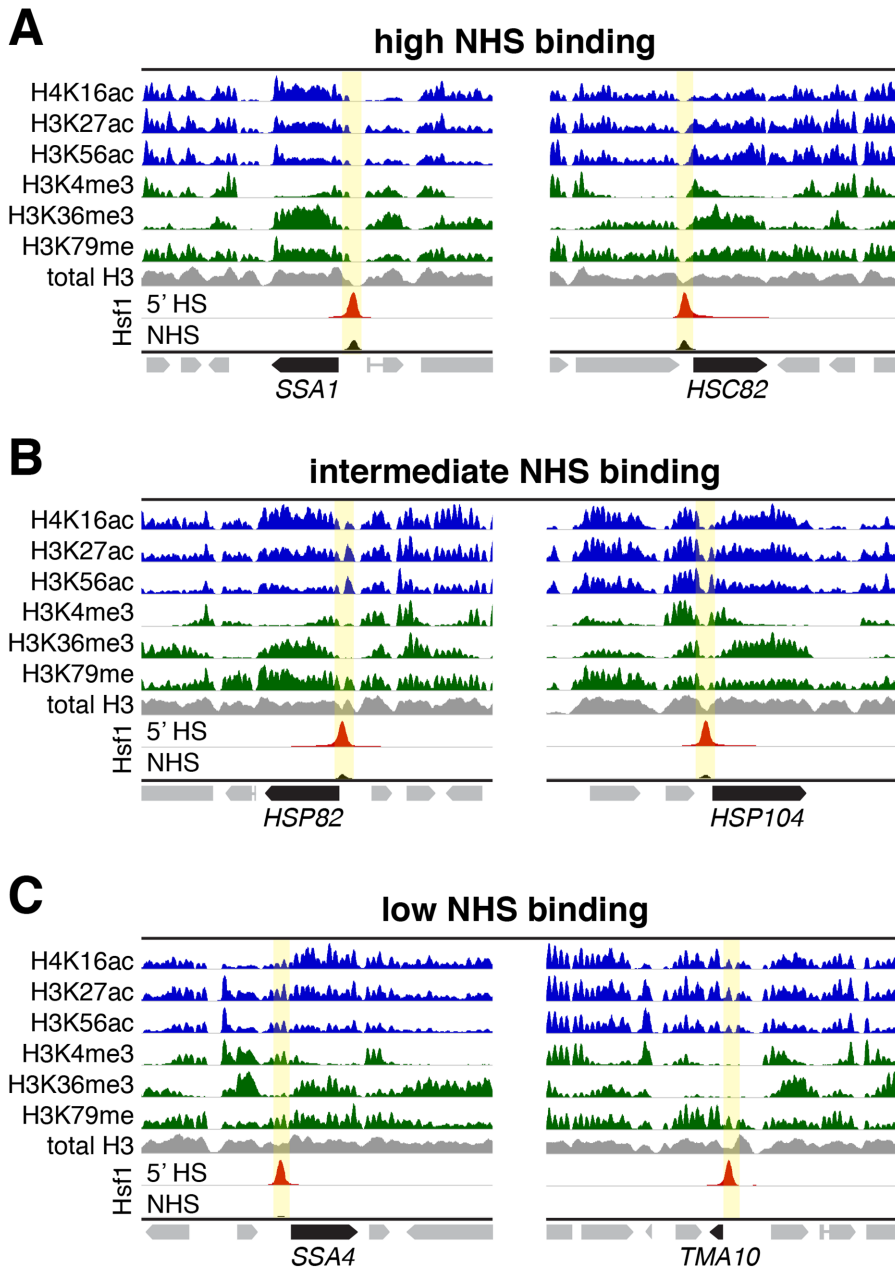 A
high NHS binding
H4K16ac
H3K27ac
H3K56ac
H3K4me3
H3K36me3
H3K79me
total H3
Hsf1
5’ HS
NHS
SSA1
HSC82
B
intermediate NHS binding
H4K16ac
H3K27ac
H3K56ac
H3K4me3
H3K36me3
H3K79me
total H3
Hsf1
5’ HS
NHS
HSP82
HSP104
C
low NHS binding
H4K16ac
H3K27ac
H3K56ac
H3K4me3
H3K36me3
H3K79me
total H3
Hsf1
5’ HS
NHS
SSA4
TMA10